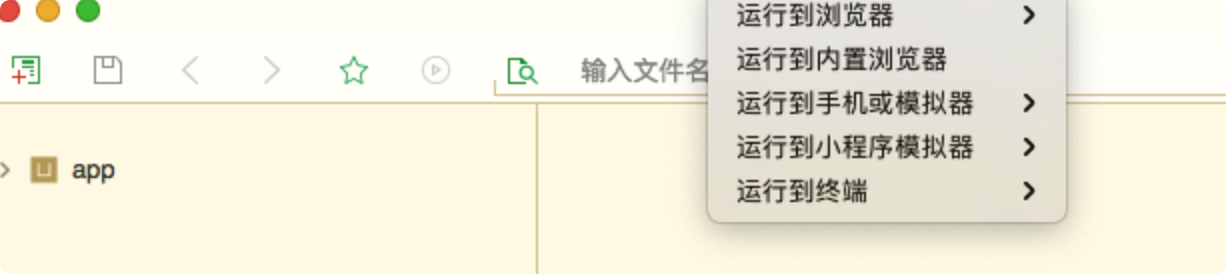 运行到浏览器
运行到内置浏览器
输入文件名
运行到手机或模拟器
运行到小程序模拟器
app
运行到终端